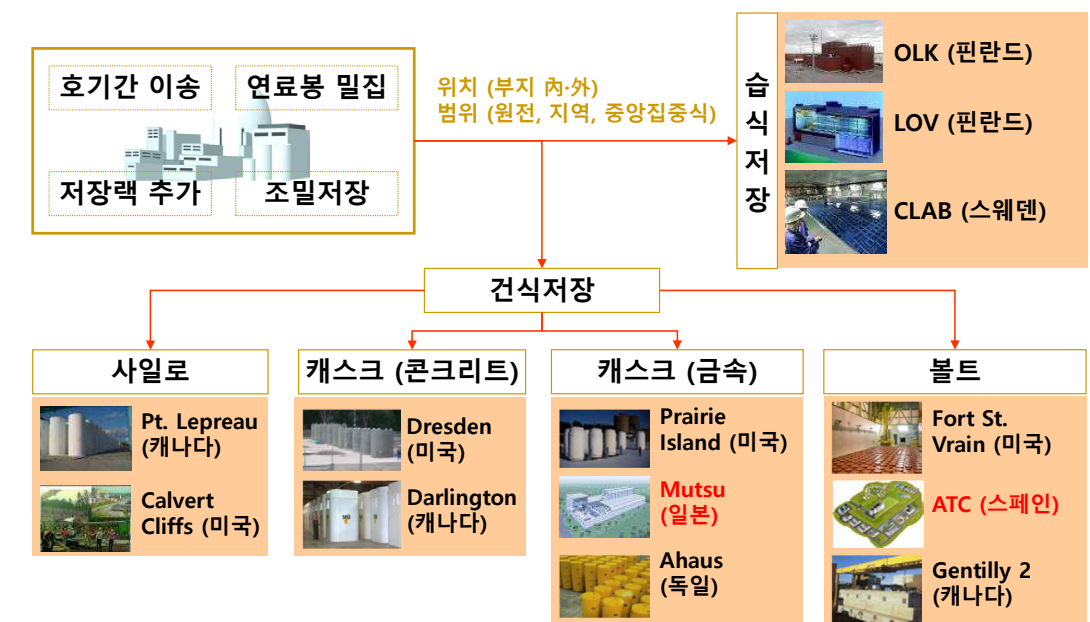 호기간 이송
연료봉 밀집
저장랙 추가
조밀저장
위치 (부지 內·外)
범위 (원전, 지역, 중앙집중식)
습
식
저
장
OLK (핀란드)
LOV (핀란드)
CLAB (스웨덴)
건식저장
사일로
Pt. Lepreau
(캐나다)
Calvert
Cliffs (미국)
캐스크 (콘크리트)
Dresden
(미국)
Darlington
(캐나다)
캐스크 (금속)
Prairie
Island (미국)
Mutsu
(일본)
Ahaus
(독일)
볼트
Fort St.
Vrain (미국)
ATC (스페인)
Gentilly 2
(캐나다)